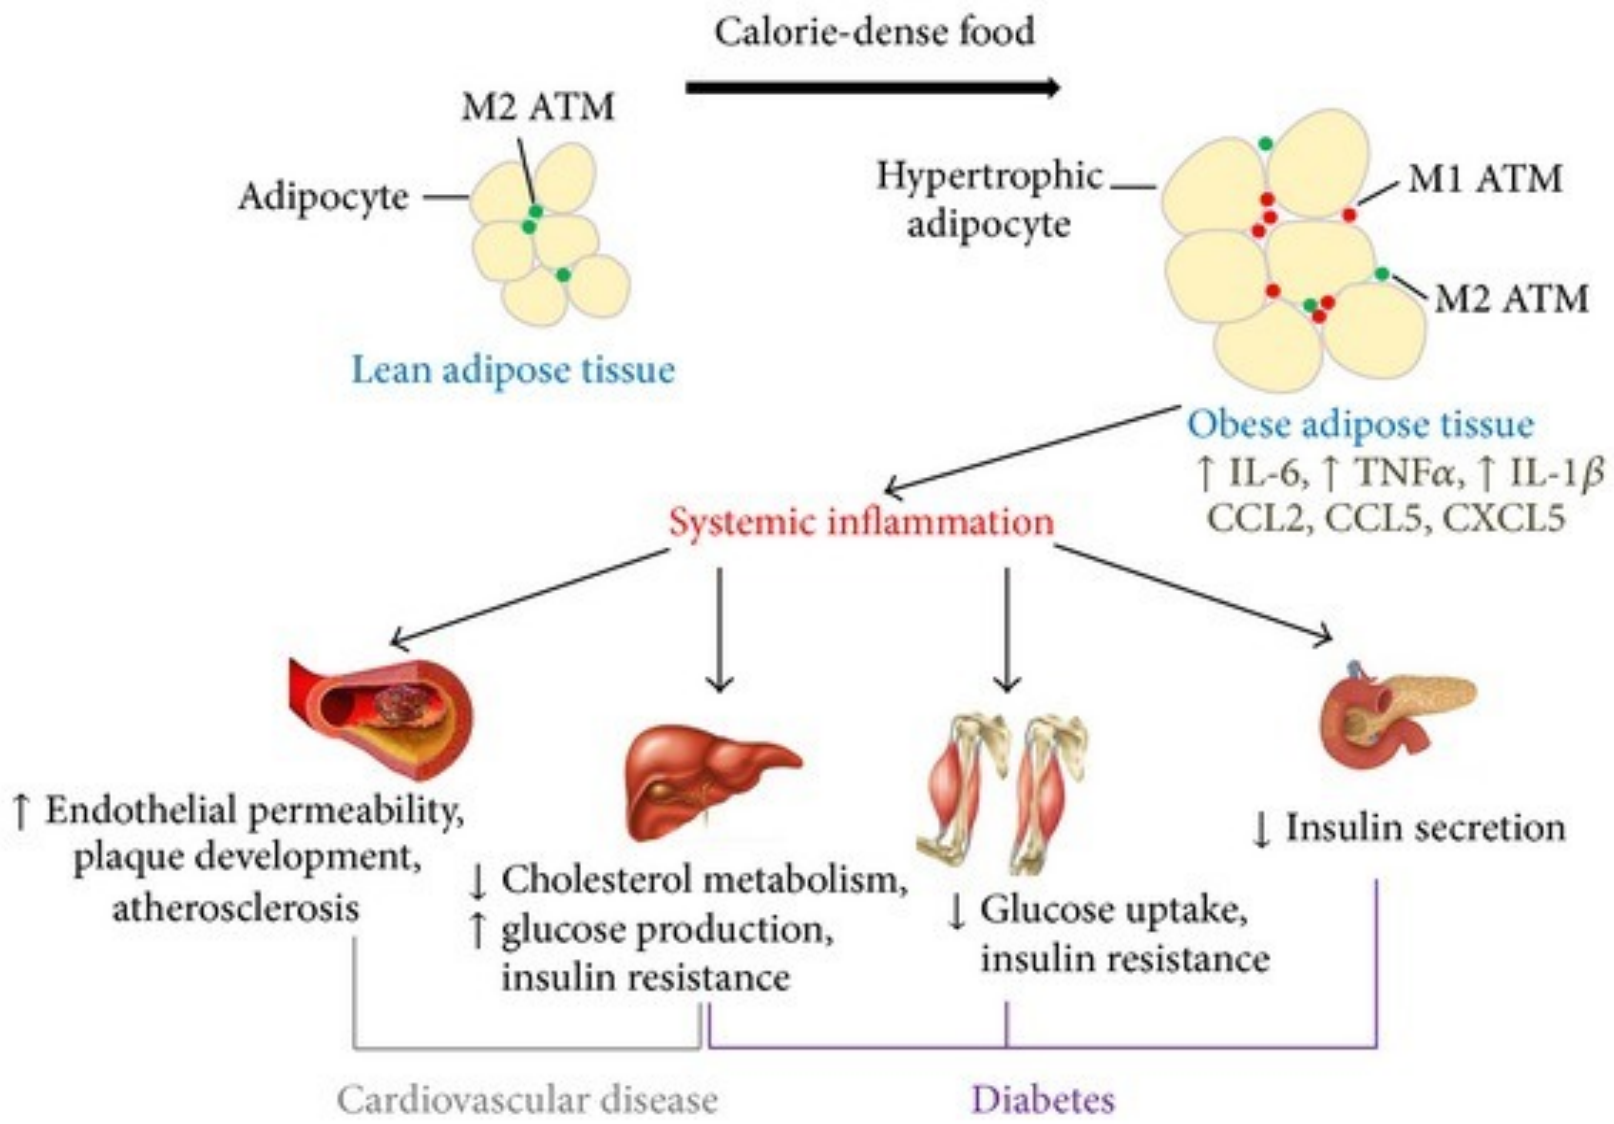 Calorie-dense food
M2 ATM
Adipocyte
Hypertrophic
adipocyte
M1 ATM
M2 ATM
Lean adipose tissue
Obese adipose tissue
↑ IL-6, ↑ TNFα, ↑ IL-1β
CCL2, CCL5, CXCL5
Systemic inflammation
↑ Endothelial permeability,
plaque development,
atherosclerosis
↓ Cholesterol metabolism,
↑ glucose production,
insulin resistance
↓ Glucose uptake,
insulin resistance
↓ Insulin secretion
Cardiovascular disease
Diabetes